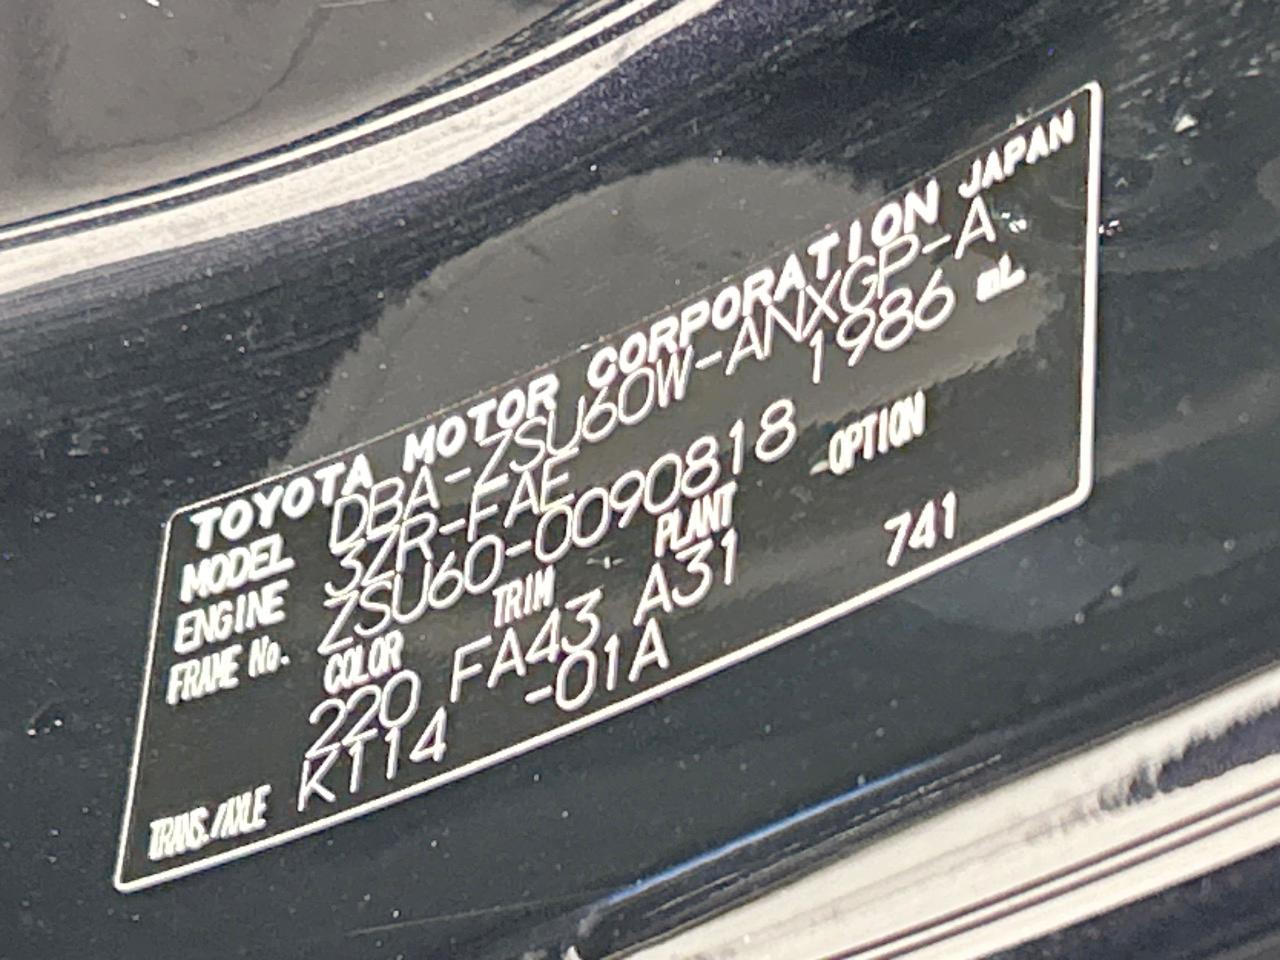 TOYOTA MOTOR CORPORATION JAPAN
MODEL DBA-ZSU60W-ANXGP-A
ENGINE 3ZR-FAE 1986 mL
FRAME No. ZSU60-0090818
COLOR TRIM PLANT OPTION
220 FA43 A31 741
TRANS./AXLE K114 -01A